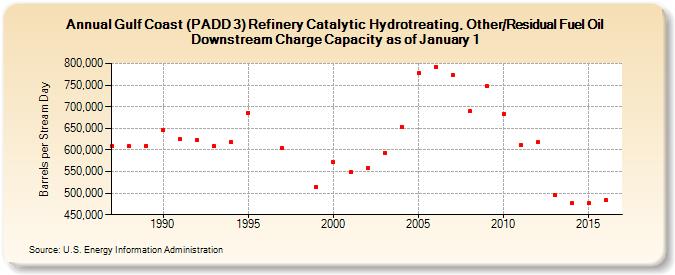 Annual Gulf Coast (PADD 3) Refinery Catalytic Hydrotreating, Other/Residual Fuel Oil
Downstream Charge Capacity as of January 1
Barrels per Stream Day
800,000
750,000
700,000
650,000
600,000
550,000
500,000
450,000
1990 1995 2000 2005 2010 2015
Source: U.S. Energy Information Administration